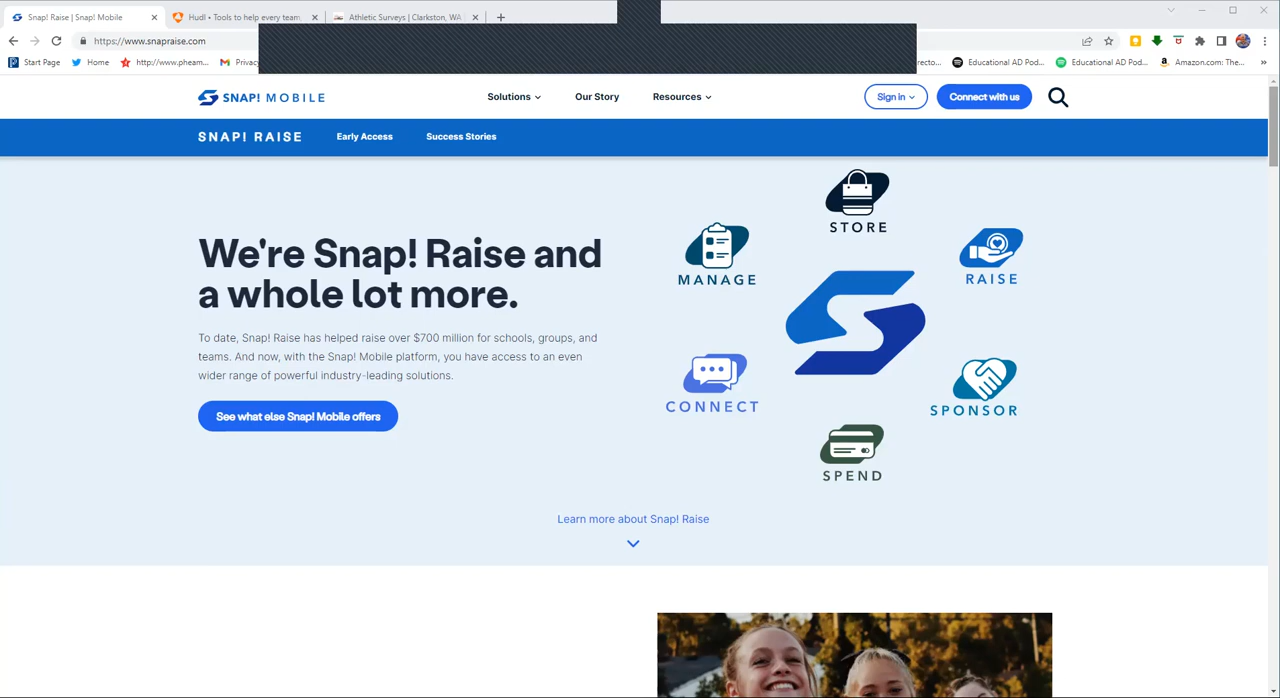 Snap! Raise | Snap! Mobile
Hudl • Tools to help every team
Athletic Surveys | Clarkston, WA
https://www.snapraise.com
Start Page
Home
http://www.pheam...
Privac
recto...
Educational AD Pod...
Educational AD Pod...
Amazon.com: The...
SNAP! MOBILE
Solutions
Our Story
Resources
Sign in
Connect with us
SNAP! RAISE
Early Access
Success Stories
We're Snap! Raise and
a whole lot more.
To date, Snap! Raise has helped raise over $700 million for schools, groups, and
teams. And now, with the Snap! Mobile platform, you have access to an even
wider range of powerful industry-leading solutions.
See what else Snap! Mobile offers
STORE
MANAGE
RAISE
CONNECT
SPONSOR
SPEND
Learn more about Snap! Raise